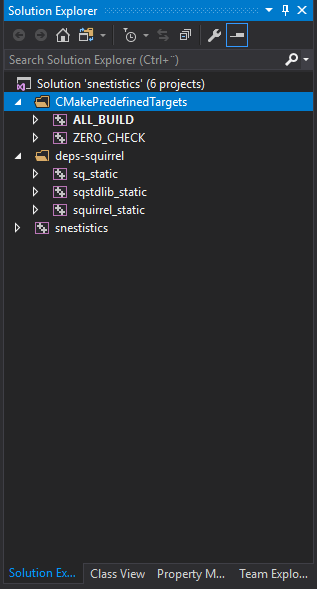 Solution Explorer
Search Solution Explorer (Ctrl+¨)
Solution 'snestistics' (6 projects)
CMakePredefinedTargets
ALL_BUILD
ZERO_CHECK
deps-squirrel
sq_static
sqstdlib_static
squirrel_static
snestistics
Solution Ex... Class View Property M... Team Explo...